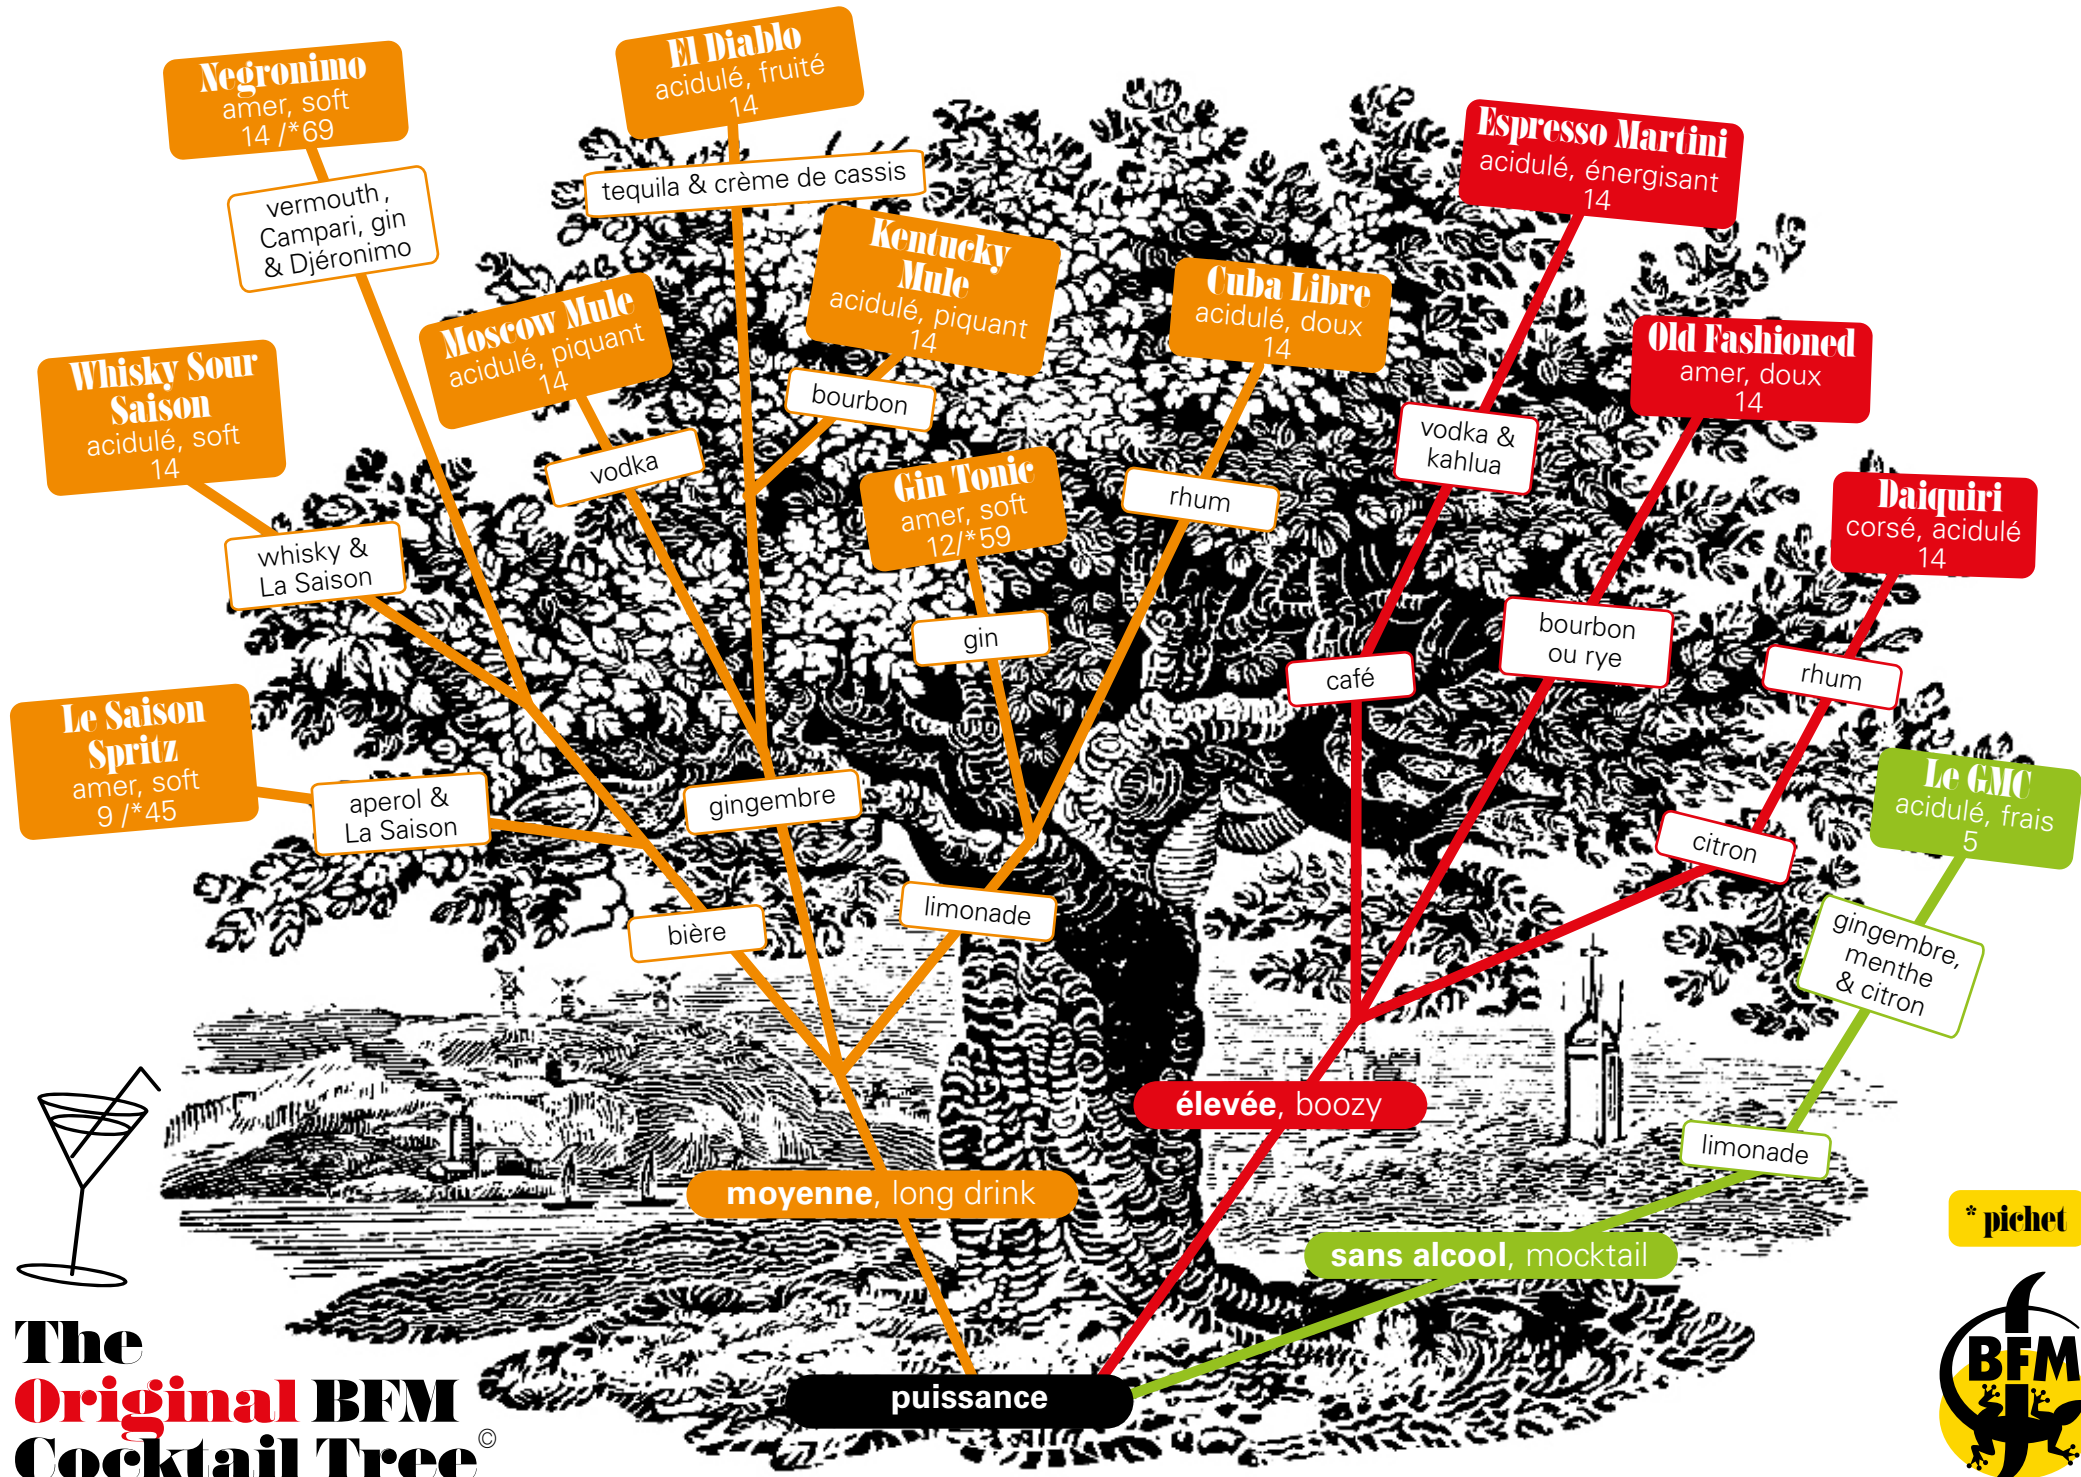 El Diablo
acidulé, fruité
14
Negronimo
amer, soft
14 /*69
Espresso Martini
acidulé, énergisant
14
tequila & crème de cassis
vermouth,
Campari, gin
& Djéronimo
Kentucky
Mule
acidulé, piquant
14
Cuba Libre
acidulé, doux
14
Moscow Mule
acidulé, piquant
14
Old Fashioned
amer, doux
14
Whisky Sour
Saison
acidulé, soft
14
bourbon
vodka &
kahlua
vodka
Gin Tonic
amer, soft
12/*59
rhum
Daiquiri
corsé, acidulé
14
whisky &
La Saison
gin
bourbon
ou rye
café
rhum
Le Saison
Spritz
amer, soft
9 /*45
aperol &
La Saison
gingembre
Le GMC
acidulé, frais
5
citron
limonade
bière
gingembre,
menthe
& citron
élevée, boozy
limonade
moyenne, long drink
sans alcool, mocktail
* pichet
puissance
The
Original BFM
Cocktail Tree©
BFM